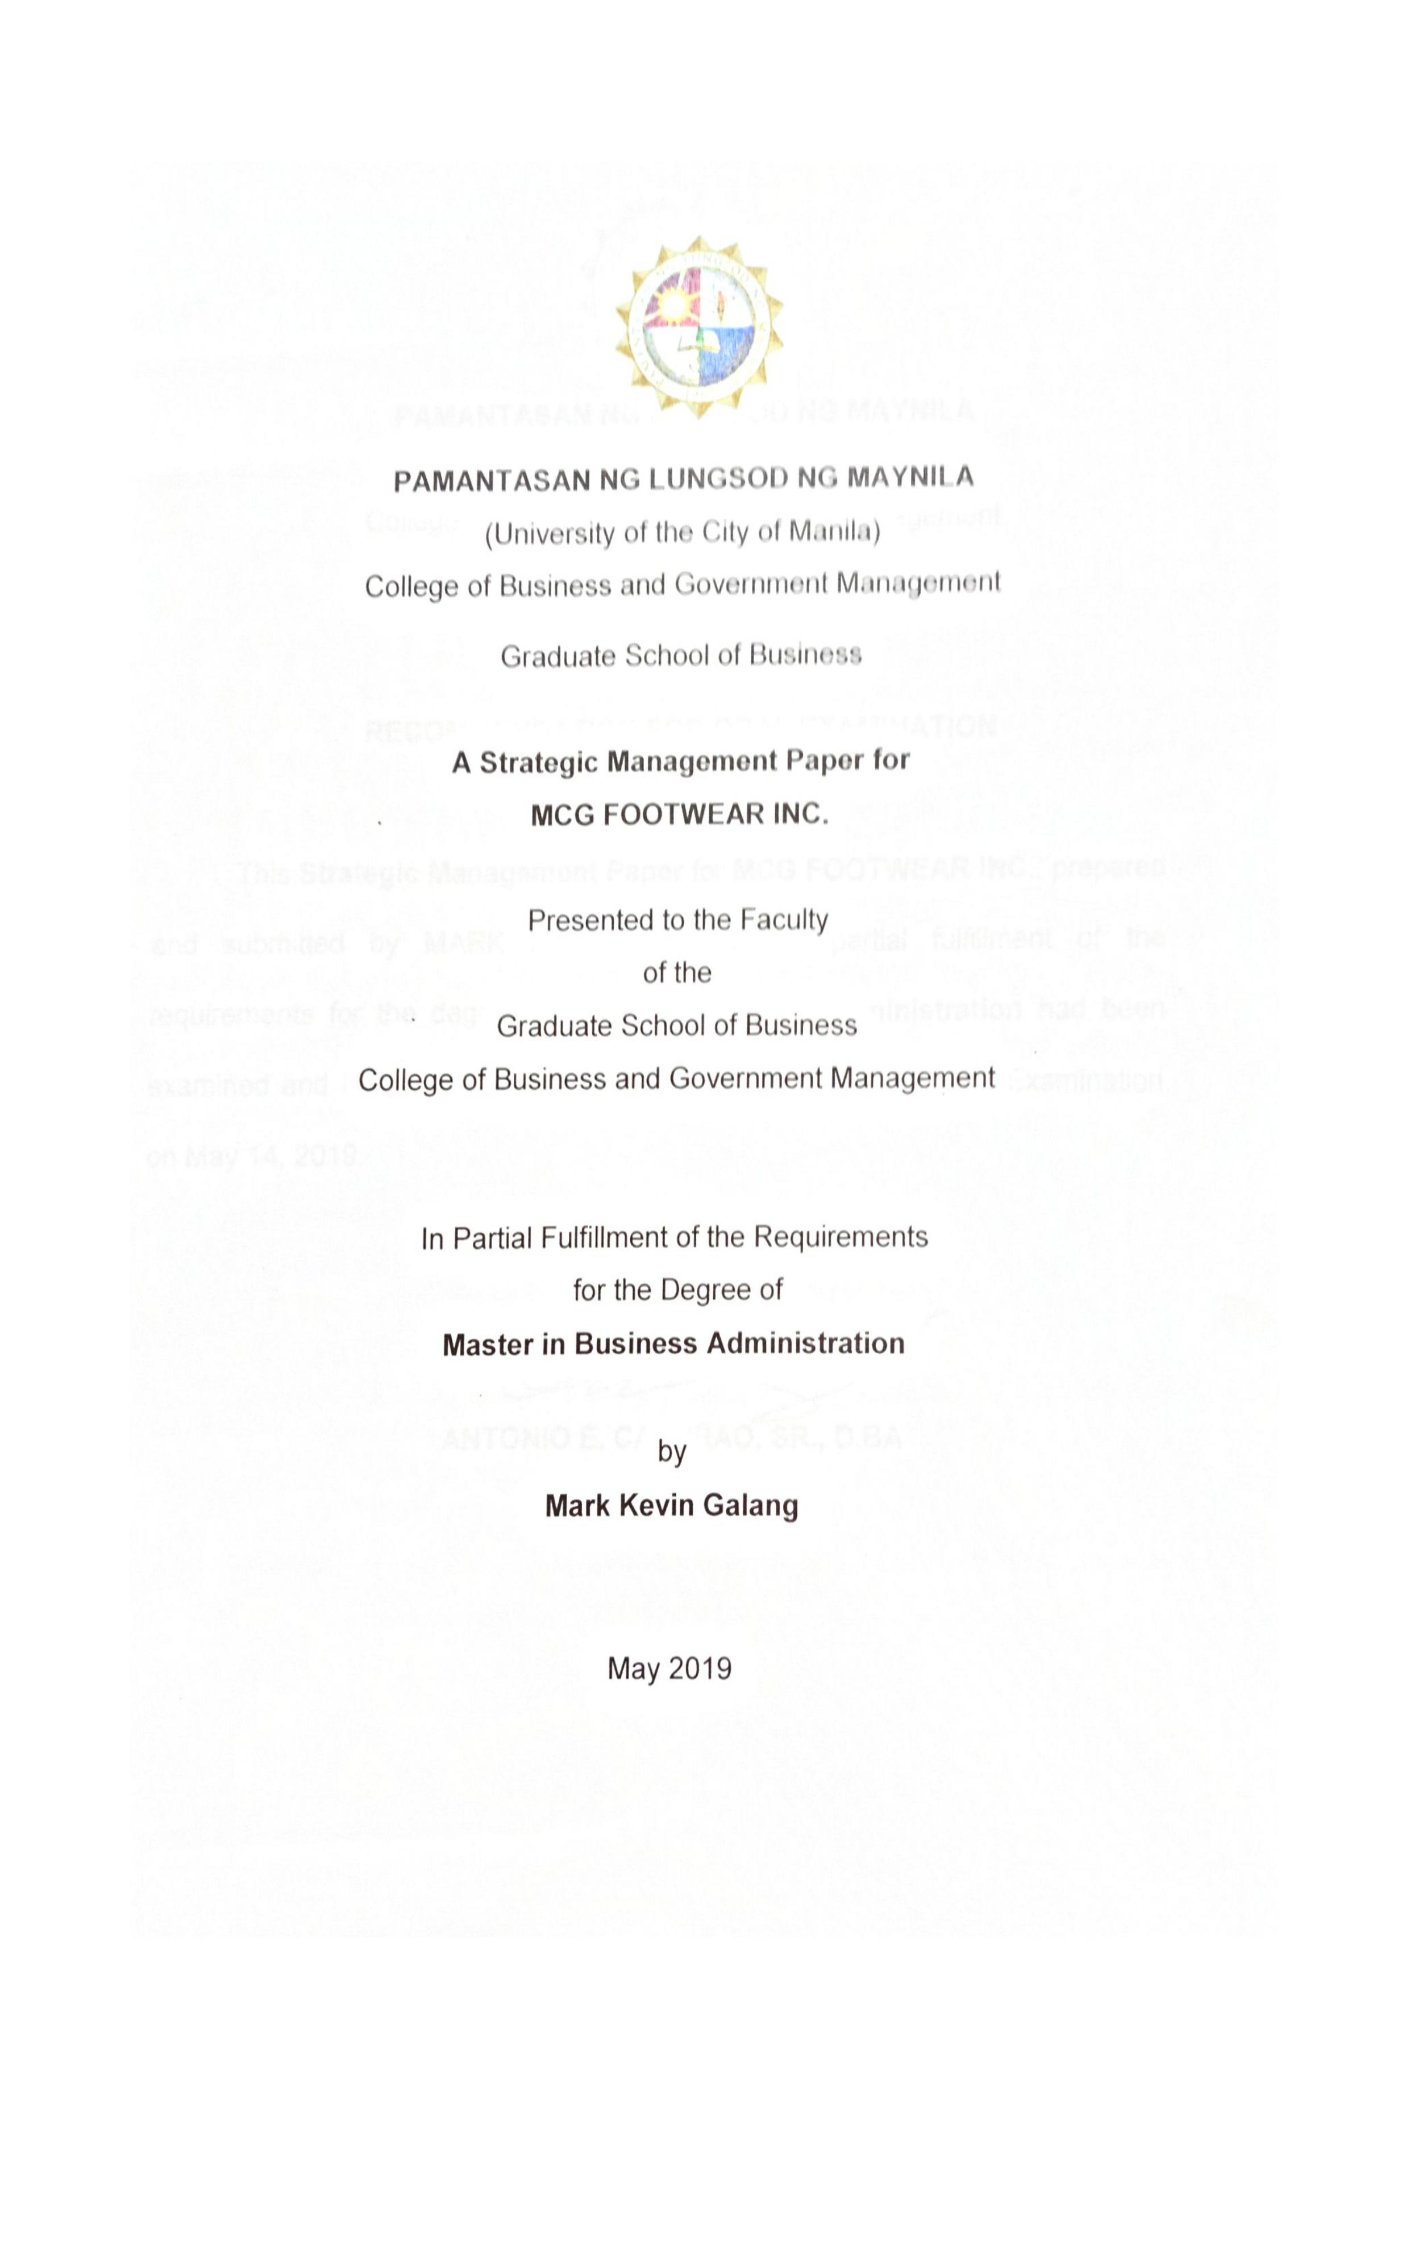 PAMANTASAN NG LUNGSOD NG MAYNILA
(University of the City of Manila)
College of Business and Government Management
Graduate School of Business
A Strategic Management Paper for
MCG FOOTWEAR INC.
Presented to the Faculty
of the
Graduate School of Business
College of Business and Government Management
In Partial Fulfillment of the Requirements
for the Degree of
Master in Business Administration
by
Mark Kevin Galang
May 2019